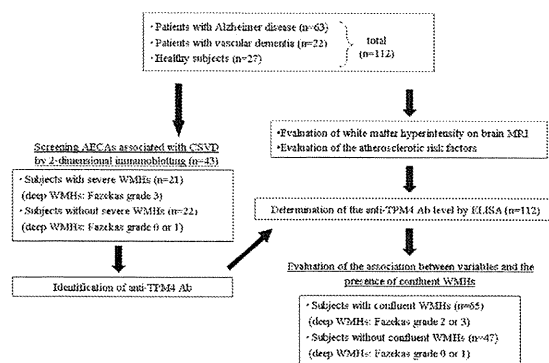 ・Patients with Alzheimer disease (n=63)
・Patients with vascular dementia (n=22)
・Healthy subjects (n=27)
total
(n=112)
Screening AECAs associated with CSVD
by 2-dimensional immunoblotting (n=43)
・Subjects with severe WMHs (n=21)
(deep WMHs: Fazekas grade 3)
・Subjects without severe WMHs (n=22)
(deep WMHs: Fazekas grade 0 or 1)
Identification of anti-TPM4 Ab
・Evaluation of white matter hyperintensity on brain MRI
・Evaluation of the atherosclerotic risk factors
Determination of the anti-TPM4 Ab level by ELISA (n=112)
Evaluation of the association between variables and the
presence of confluent WMHs
・Subjects with confluent WMHs (n=65)
(deep WMHs: Fazekas grade 2 or 3)
・Subjects without confluent WMHs (n=47)
(deep WMHs: Fazekas grade 0 or 1)